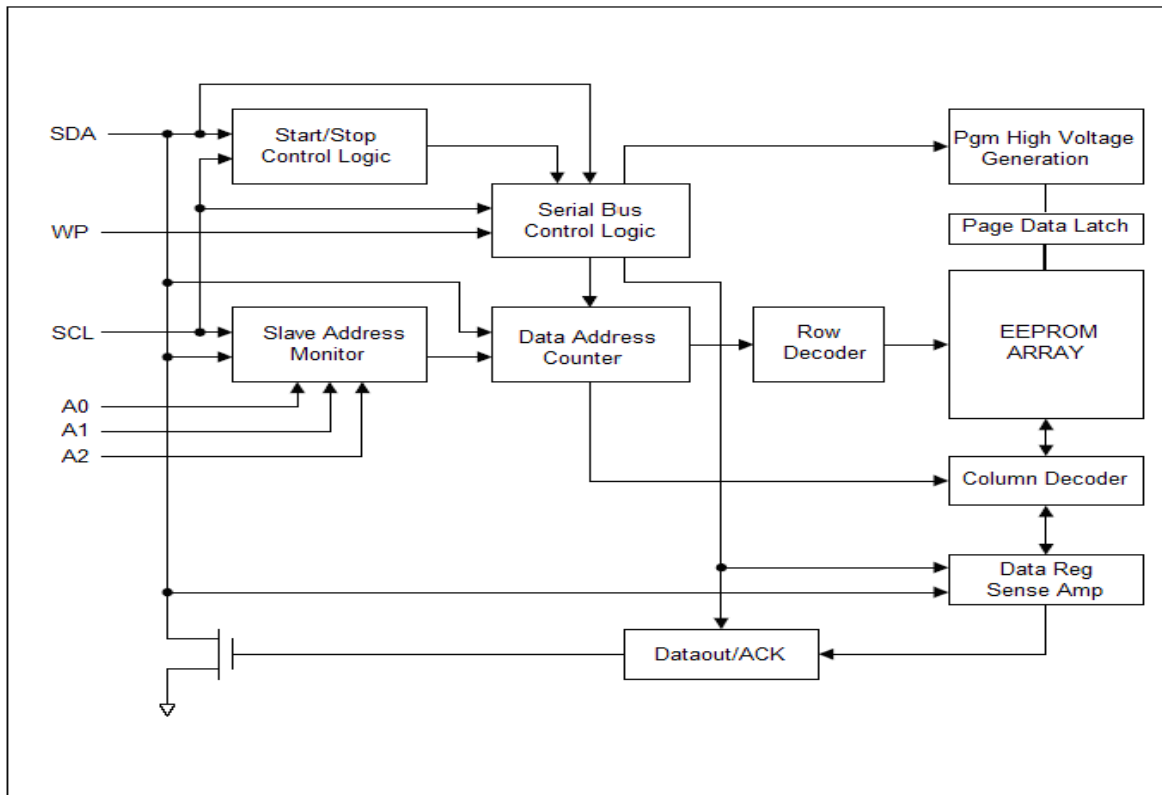 SDA
Start/Stop
Control Logic
Pgm High Voltage
Generation
WP
Serial Bus
Control Logic
Page Data Latch
SCL
Slave Address
Monitor
Data Address
Counter
Row
Decoder
EEPROM
ARRAY
A0
A1
A2
Column Decoder
Data Reg
Sense Amp
Dataout/ACK